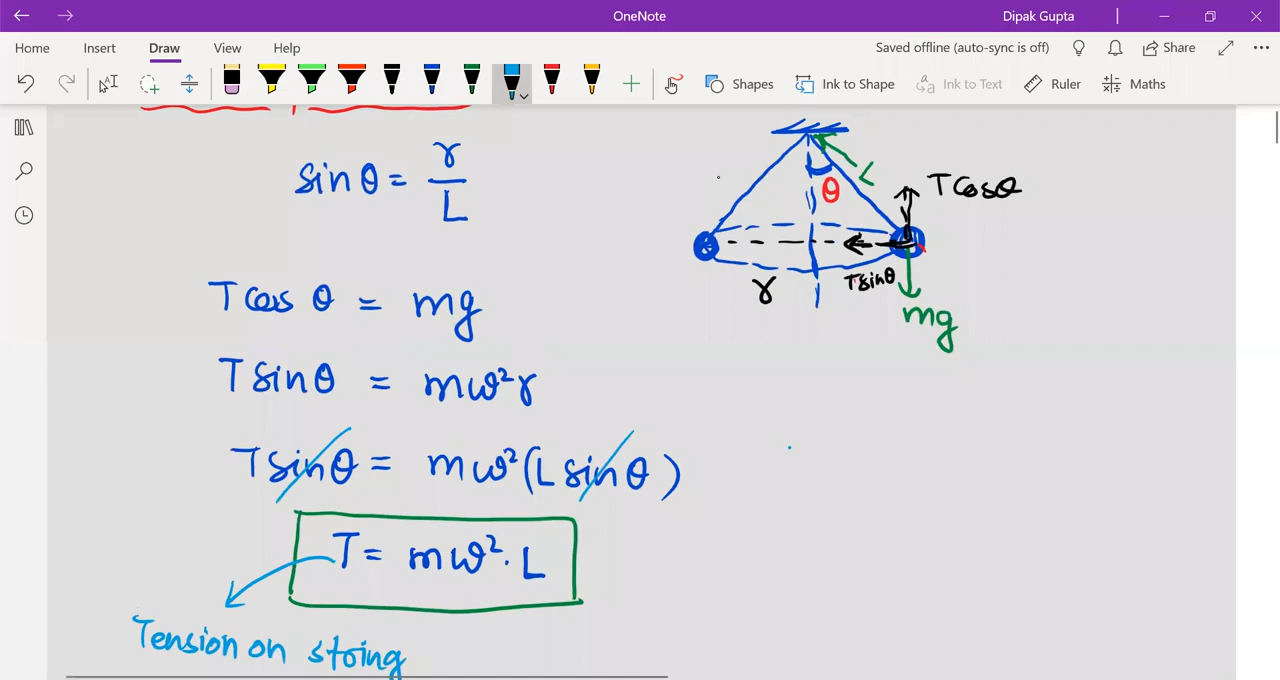 OneNote
Dipak Gupta
Home Insert Draw View Help
Saved offline (auto-sync is off)
Share
Shapes
Ink to Shape
Ink to Text
Ruler
Maths
sinθ = r/L
θ
L
Tcosθ
Tsinθ
r
mg
Tcosθ = mg
Tsinθ = mω²r
Tsinθ = mω²(Lsinθ)
T = mω².L
Tension on string